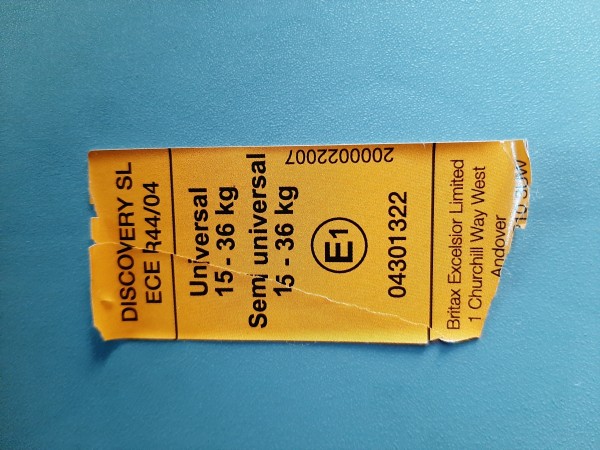 DISCOVERY SL
ECE R44/04
Universal
15 - 36 kg
Semi universal
15 - 36 kg
E1
04301322
2000022007
Britax Excelsior Limited
1 Churchill Way West
Andover